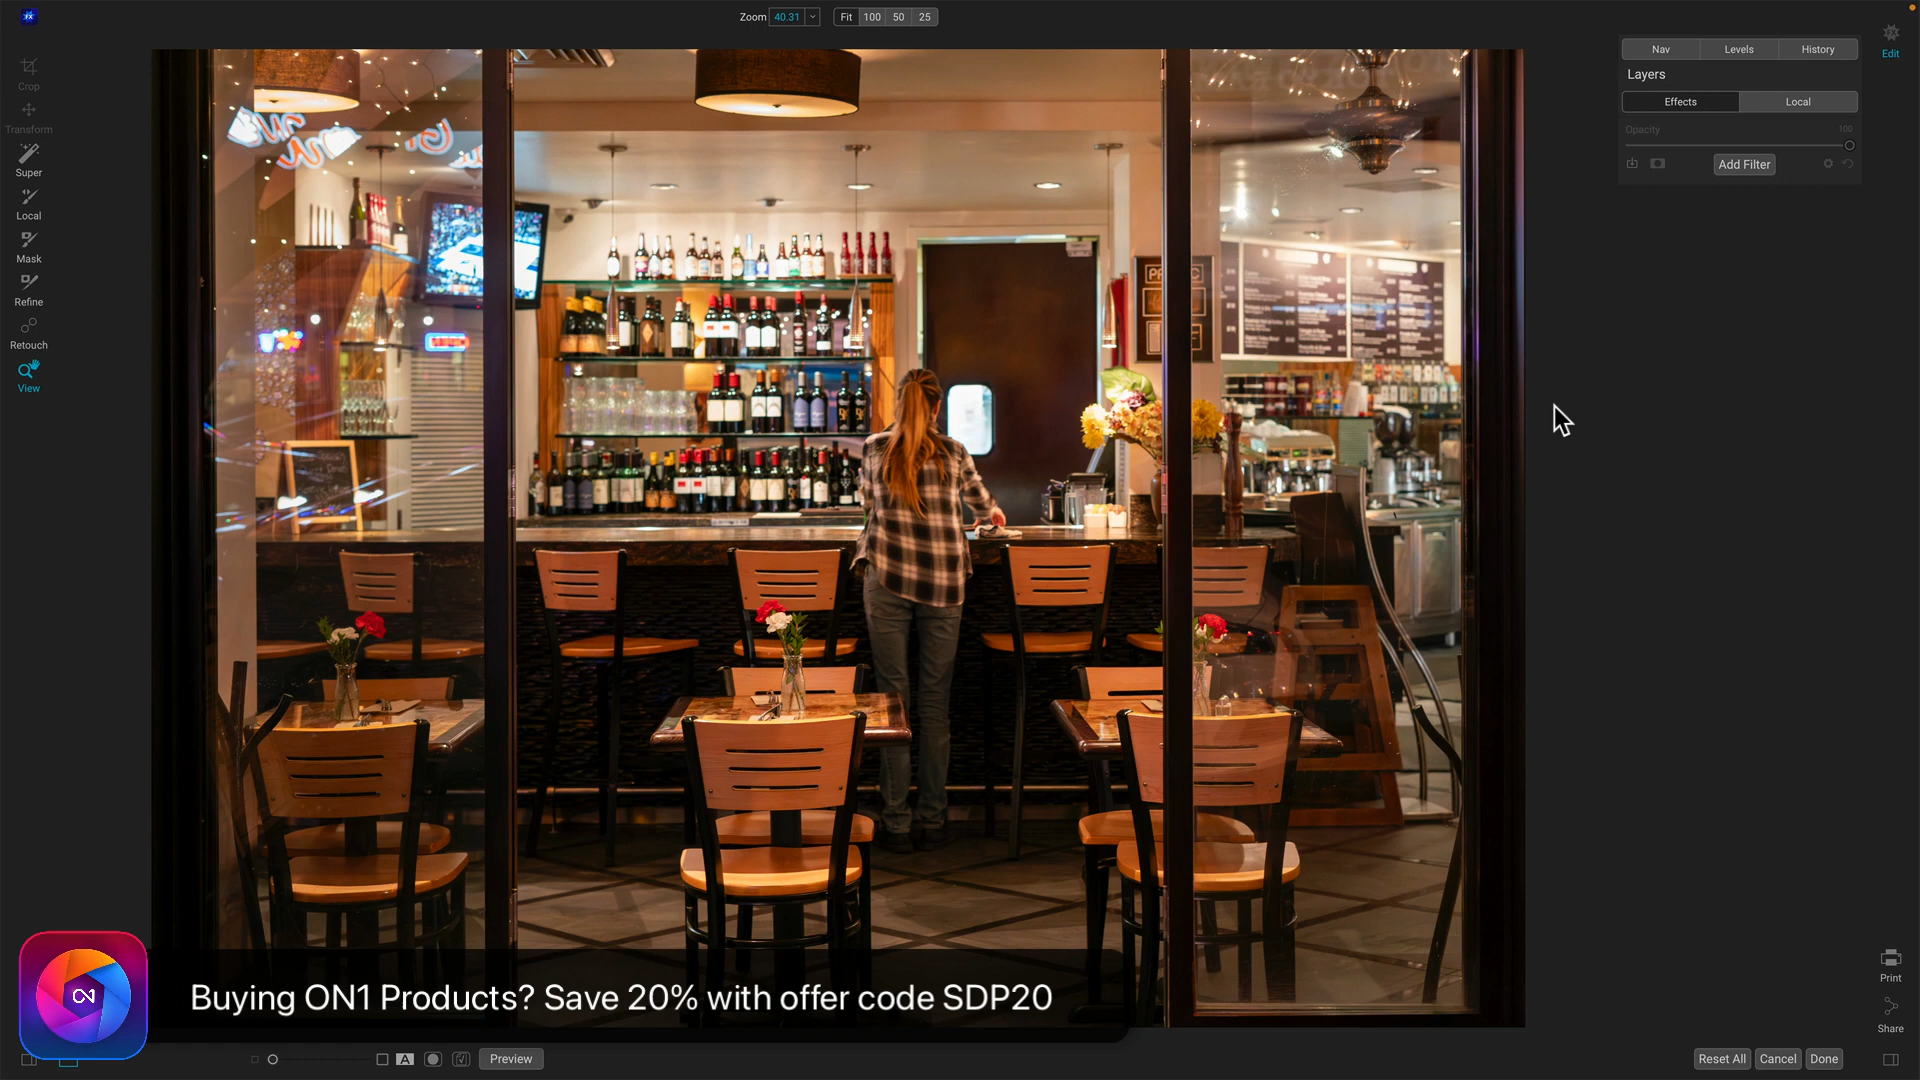 Zoom 40.31 Fit 100 50 25
Crop
Transform
Super
Local
Mask
Refine
Retouch
View
Nav Levels History
Edit
Layers
Effects Local
Opacity 100
Add Filter
Buying ON1 Products? Save 20% with offer code SDP20
Print
Share
A Preview
Reset All Cancel Done